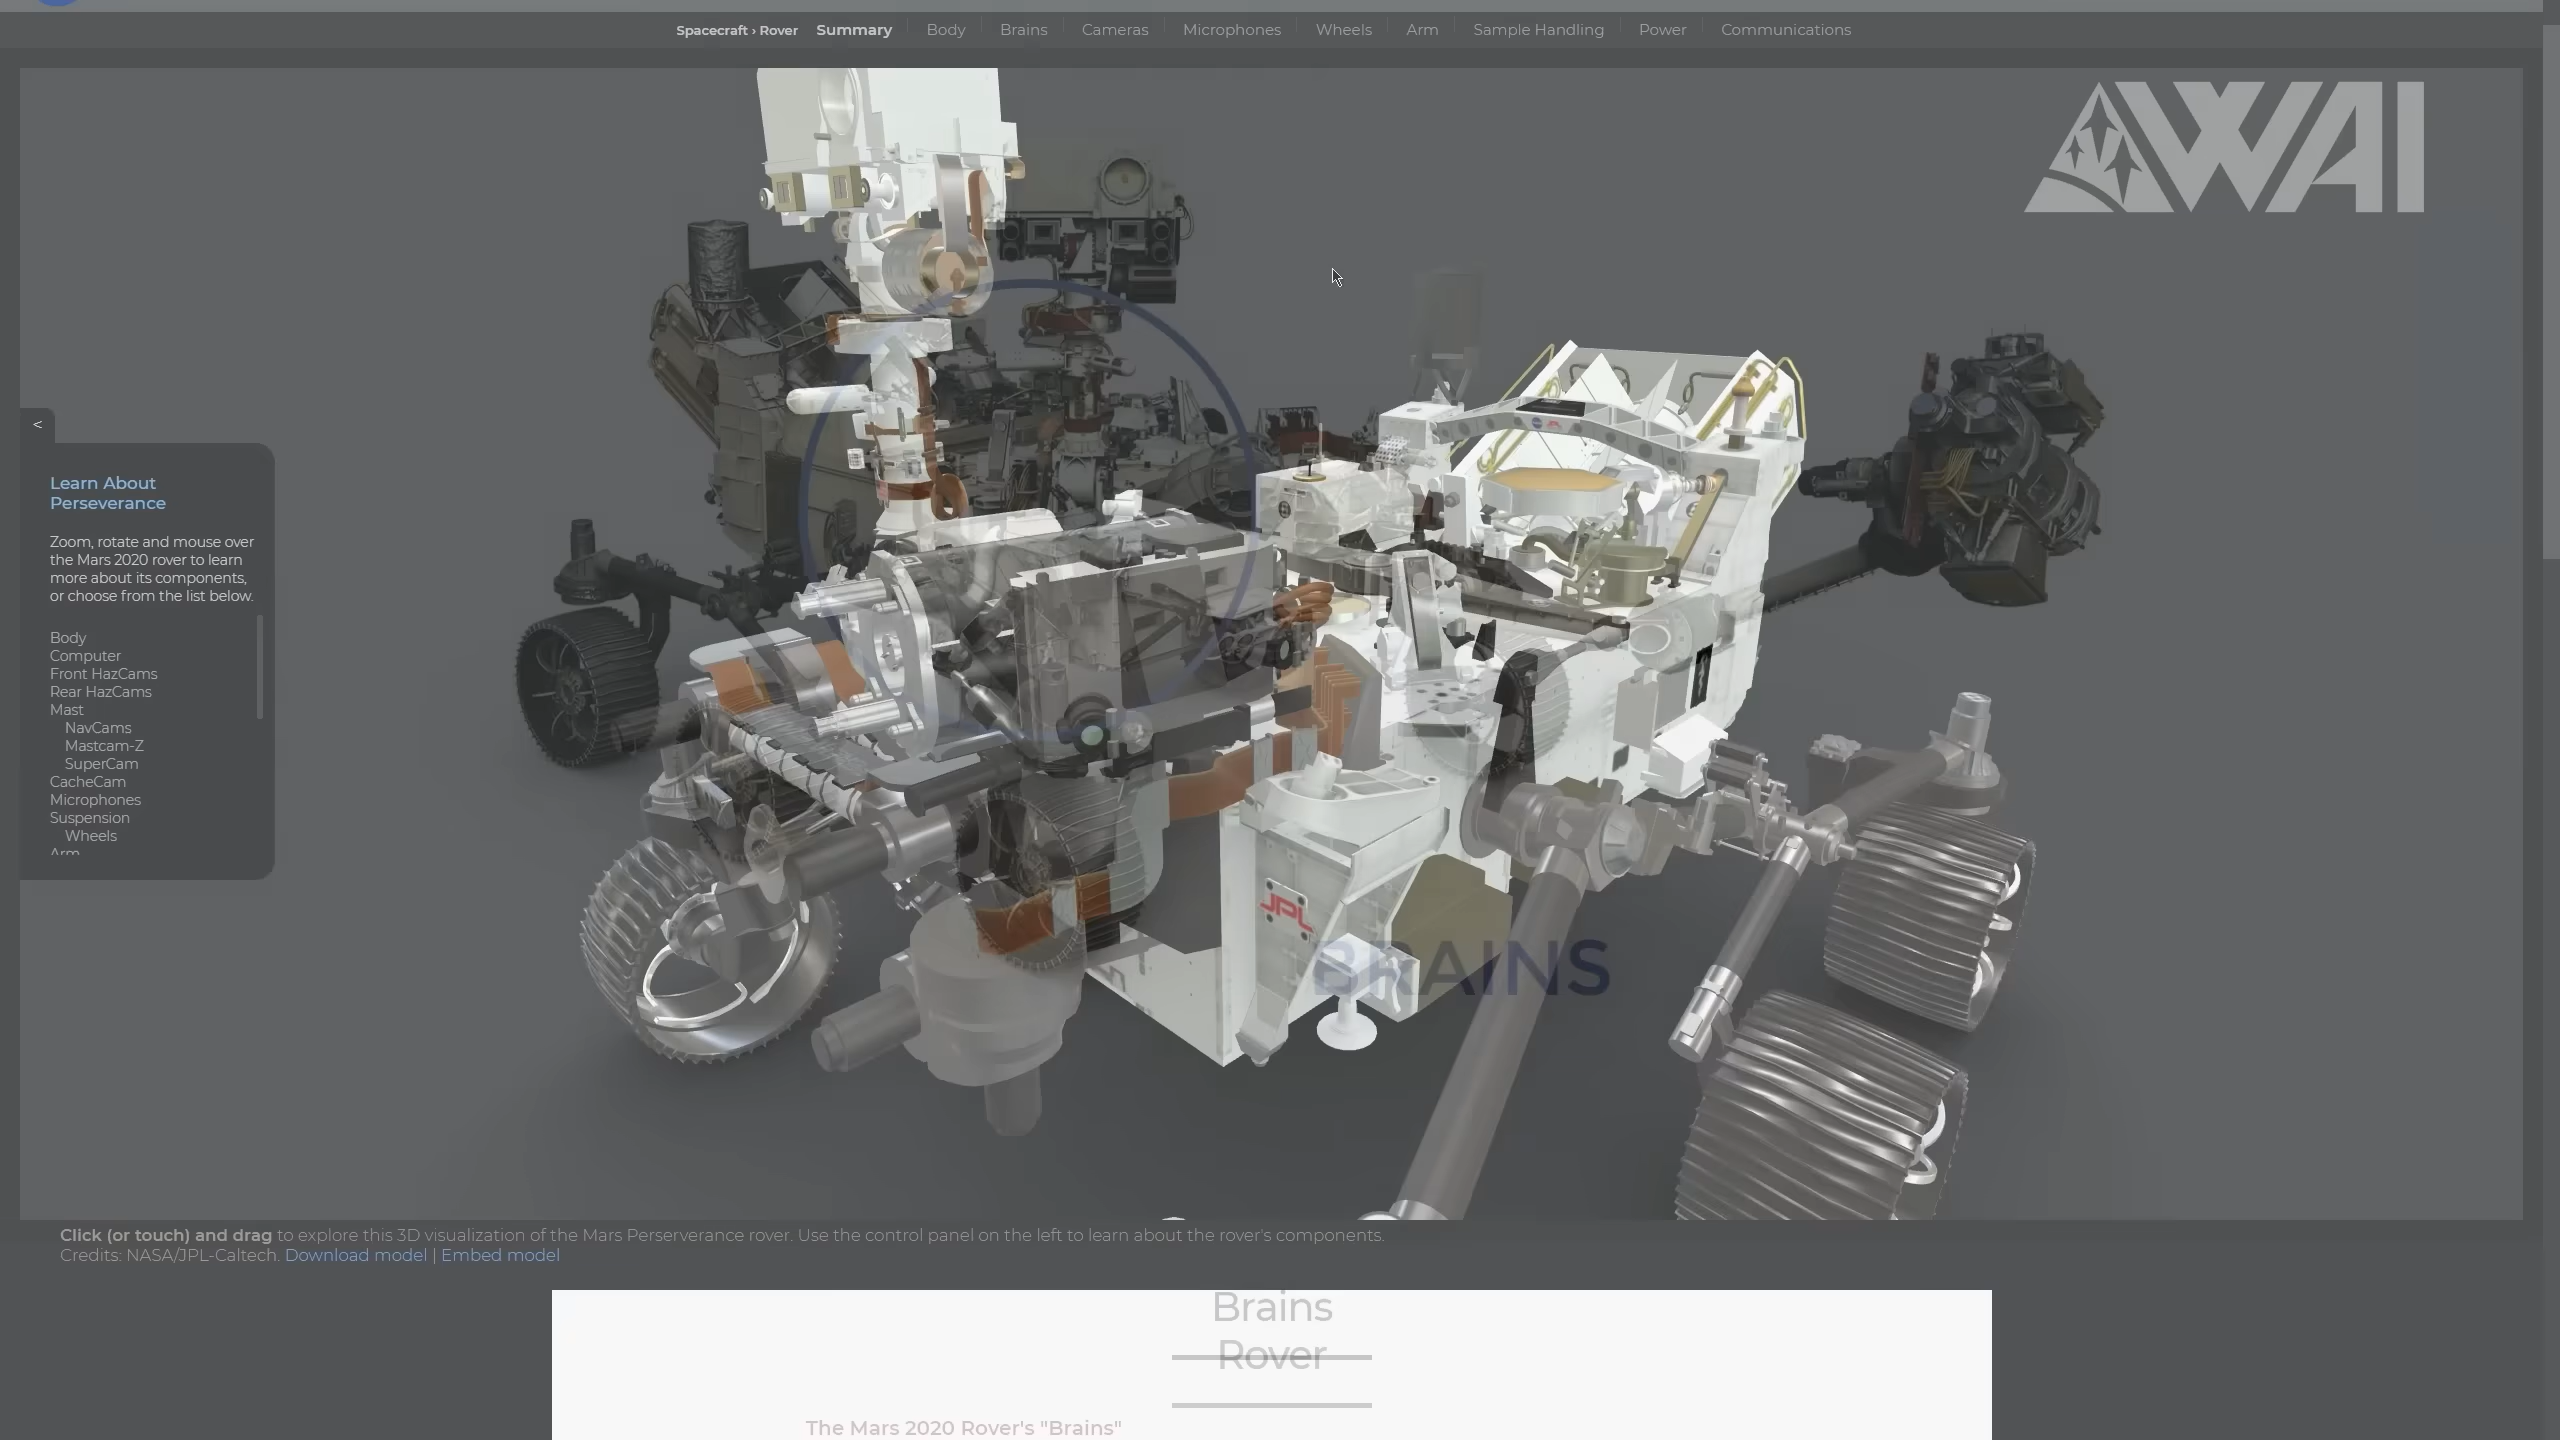 Spacecraft › Rover Summary Body Brains Cameras Microphones Wheels Arm Sample Handling Power Communications
WAI
<
Learn About
Perseverance
Zoom, rotate and mouse over
the Mars 2020 rover to learn
more about its components,
or choose from the list below.
Body
Computer
Front HazCams
Rear HazCams
Mast
NavCams
Mastcam-Z
SuperCam
CacheCam
Microphones
Suspension
Wheels
Arm
JPL
BRAINS
Click (or touch) and drag to explore this 3D visualization of the Mars Perserverance rover. Use the control panel on the left to learn about the rover's components.
Credits: NASA/JPL-Caltech. Download model | Embed model
Brains
Rover
The Mars 2020 Rover's "Brains"